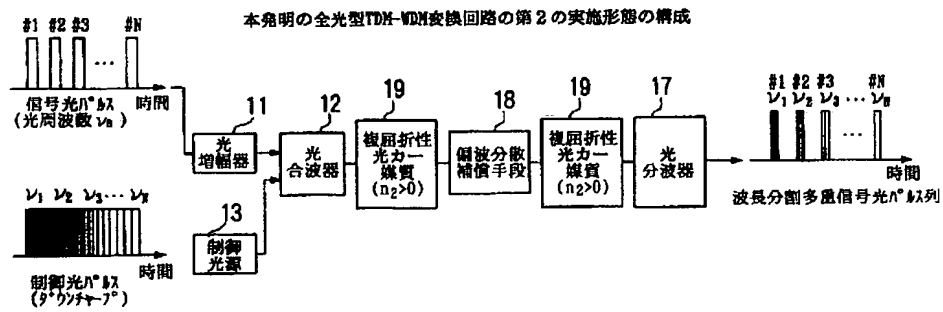 本発明の全光型TDM-WDM変換回路の第2の実施形態の構成
#1 #2 #3 … #N
時間
信号光パルス
(光周波数νs)
11
光
増幅器
12
光
合波器
19
複屈折性
光カー
媒質
(n2>0)
18
偏波分散
補償手段
19
複屈折性
光カー
媒質
(n2>0)
17
光
分波器
#1 #2 #3 #N
ν1 ν2 ν3 … νN
時間
波長分割多重信号光パルス列
ν1 ν2 ν3 … νN
時間
制御光パルス
(ダウンチャープ)
13
制御
光源